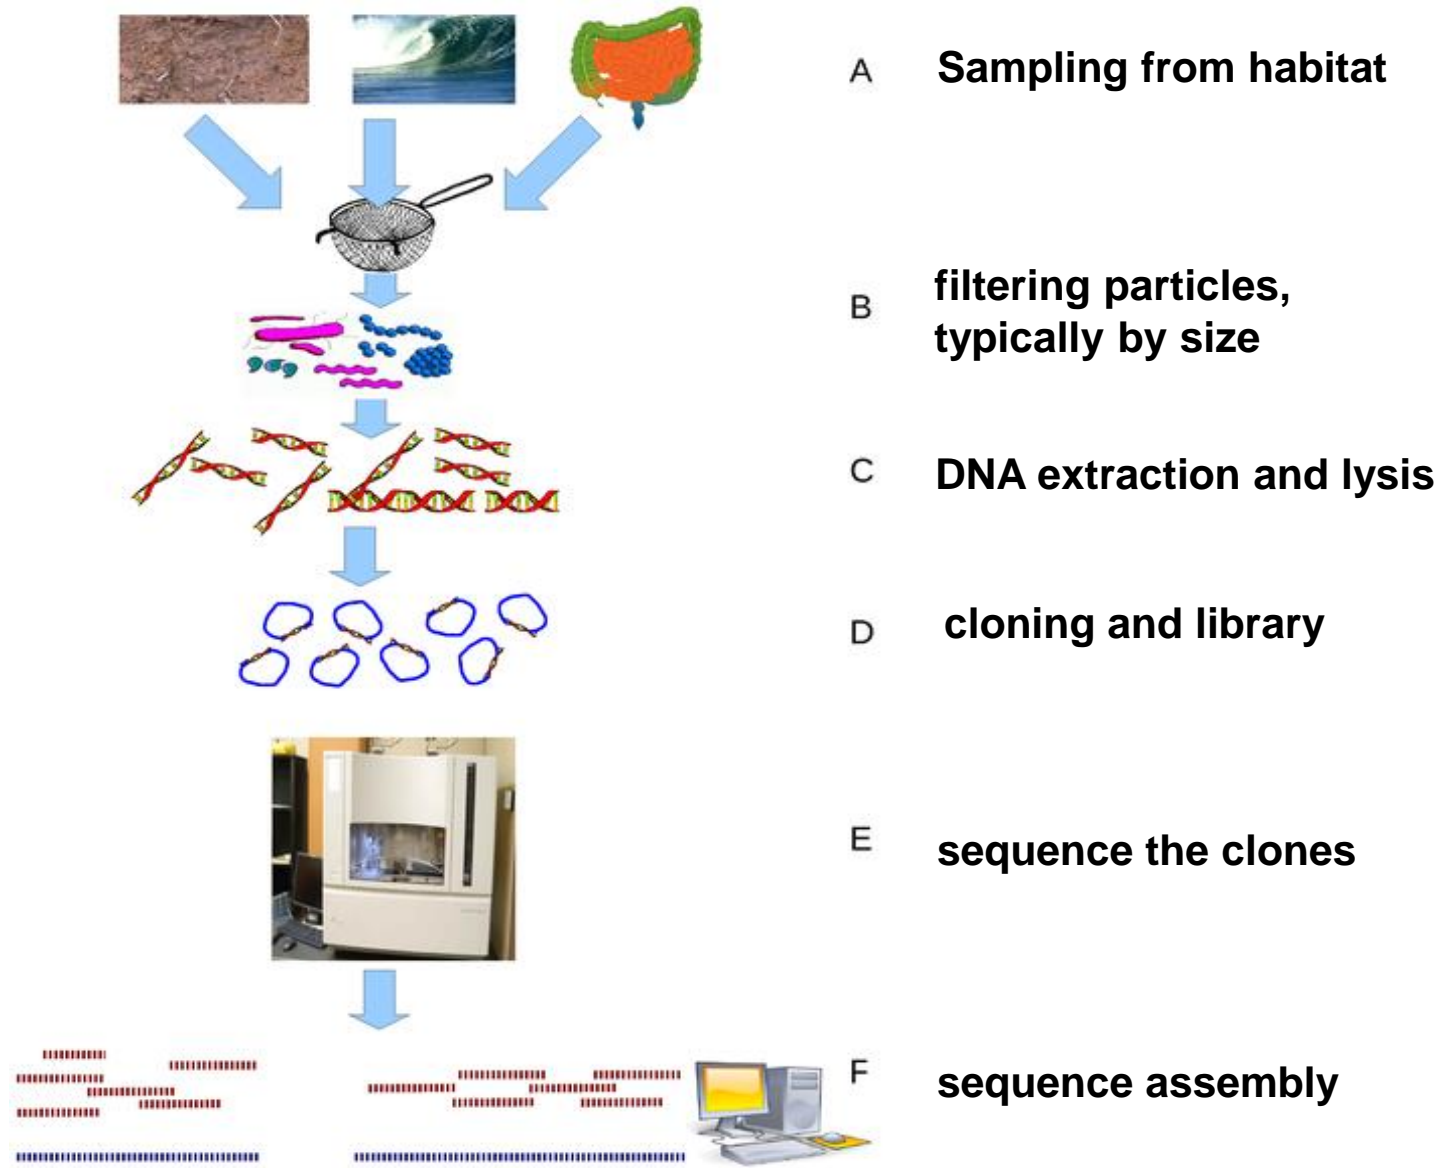 A Sampling from habitat
B filtering particles,
typically by size
C DNA extraction and lysis
D cloning and library
E sequence the clones
F sequence assembly